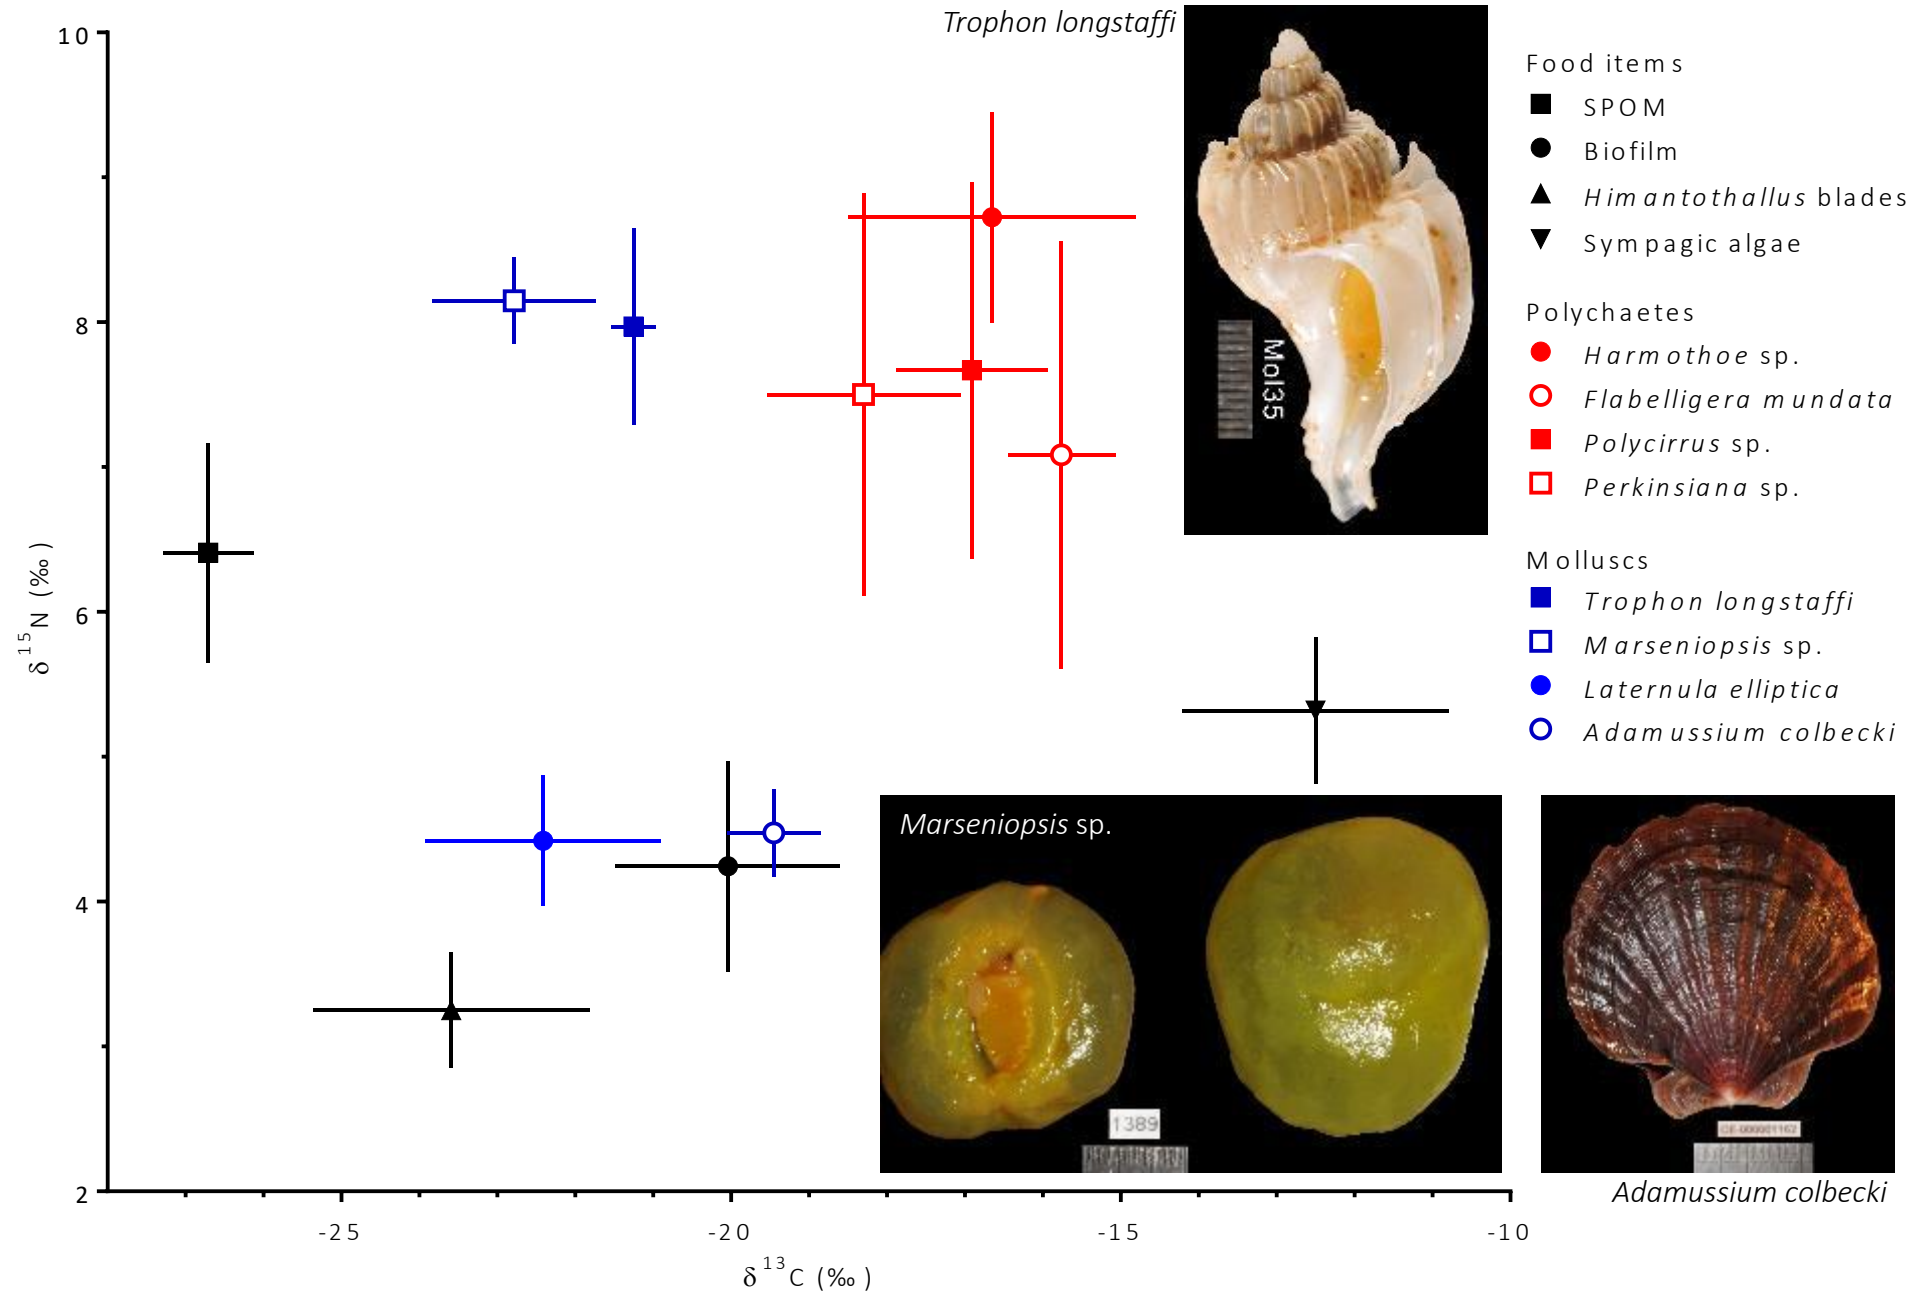 Trophon longstaffi
10
8
6
4
2
δ 15 N (‰)
-25
-20
-15
-10
δ 13 C (‰)
Mol35
Marseniopsis sp.
1389
Adamussium colbecki
Food items
SPOM
Biofilm
Himantothallus blades
Sympagic algae
Polychaetes
Harmothoe sp.
Flabelligera mundata
Polycirrus sp.
Perkinsiana sp.
Molluscs
Trophon longstaffi
Marseniopsis sp.
Laternula elliptica
Adamussium colbecki